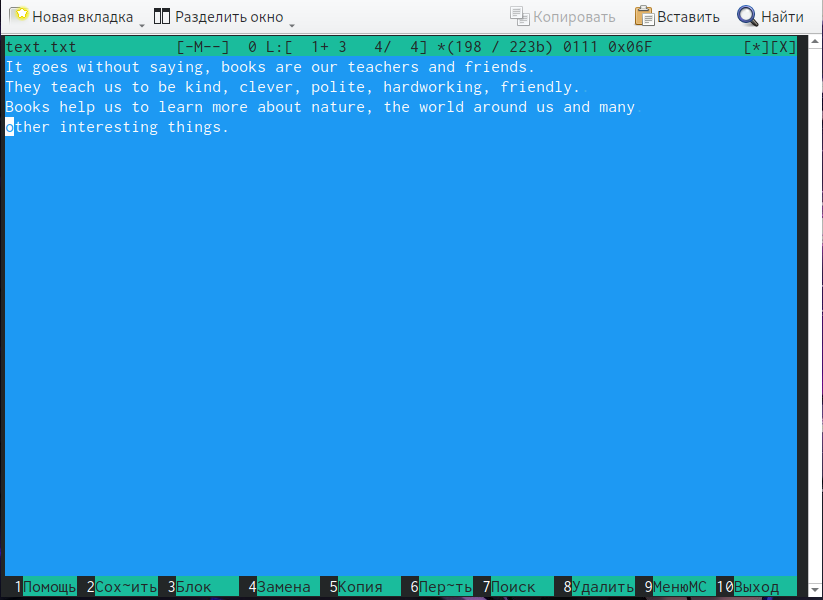 Новая вкладка Разделить окно Копировать Вставить Найти
text.txt [-M--] 0 L:[ 1+ 3 4/ 4] *(198 / 223b) 0111 0x06F [*][X]
It goes without saying, books are our teachers and friends.
They teach us to be kind, clever, polite, hardworking, friendly.
Books help us to learn more about nature, the world around us and many
other interesting things.
1Помощь 2Сох~ить 3Блок 4Замена 5Копия 6Пер~ть 7Поиск 8Удалить 9МенюMC 10Выход